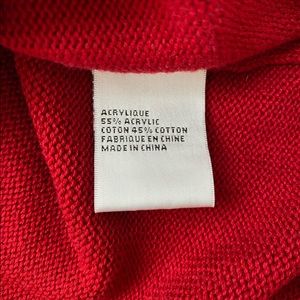 ACRYLIQUE
55% ACRYLIC
COTON 45% COTTON
FABRIQUE EN CHINE
MADE IN CHINA